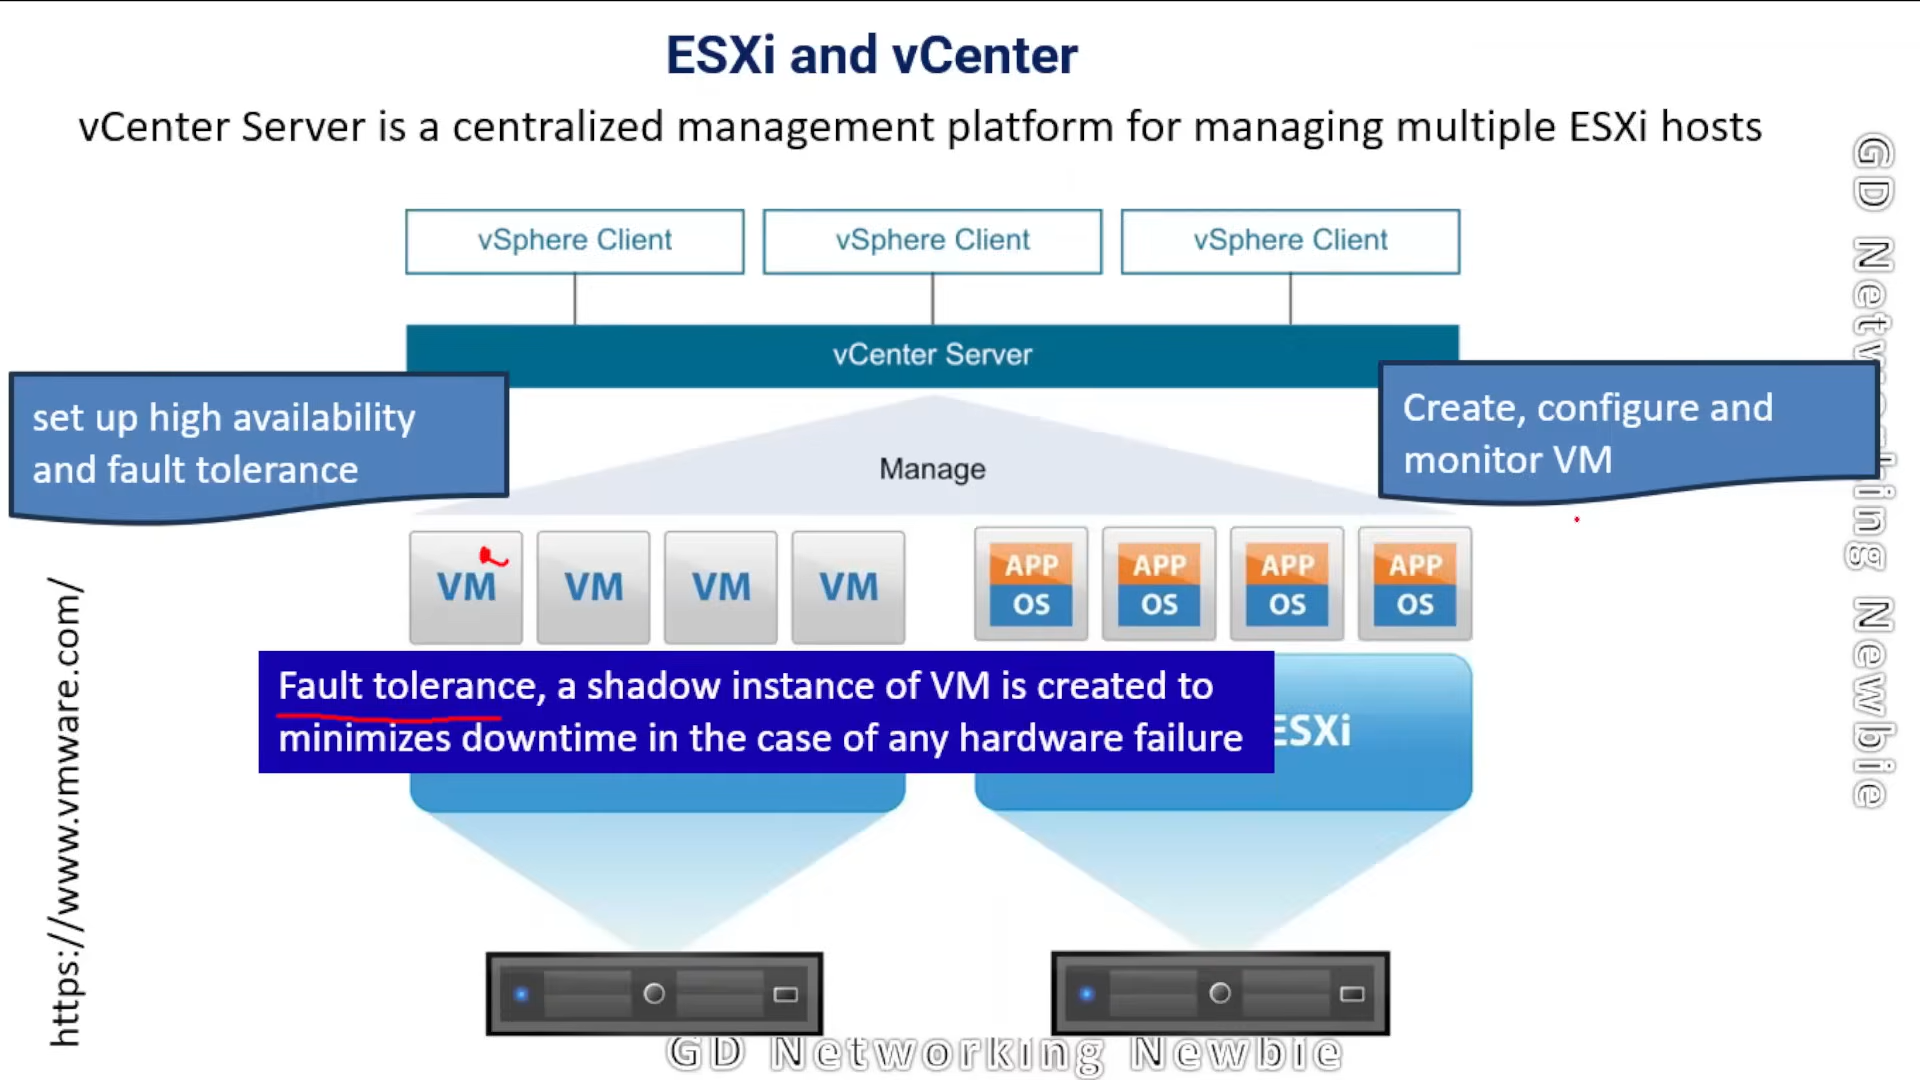 ESXi and vCenter
vCenter Server is a centralized management platform for managing multiple ESXi hosts
vSphere Client
vSphere Client
vSphere Client
vCenter Server
set up high availability
and fault tolerance
Create, configure and
monitor VM
Manage
VM
VM
VM
VM
APP
OS
APP
OS
APP
OS
APP
OS
Fault tolerance, a shadow instance of VM is created to
minimizes downtime in the case of any hardware failure
ESXi
https://www.vmware.com/
GD Networking Newbie
GD Networking Newbie